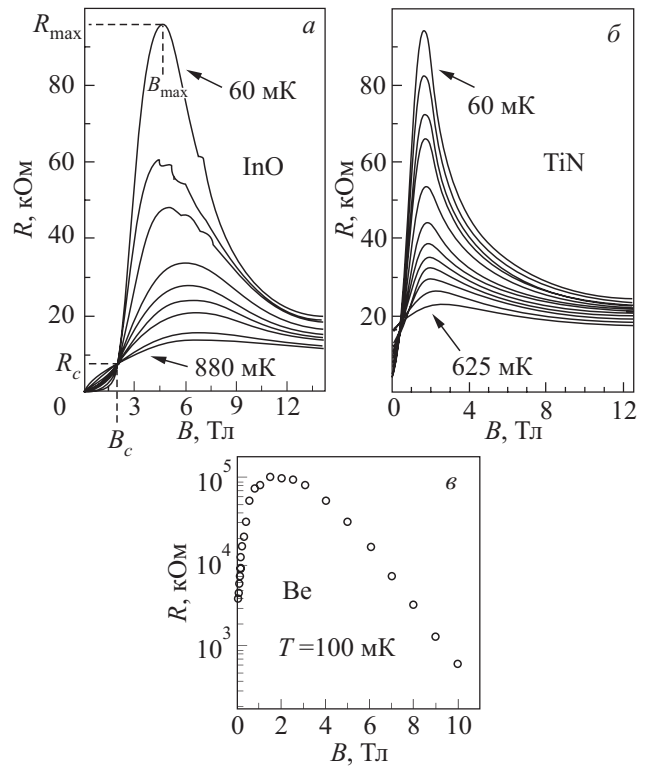 а
R_max
80
60
40
20
R_c
0
R, кОм
B_max
60 мК
InO
880 мК
3
6
9
12
B_c
B, Тл
б
80
60
40
20
R, кОм
60 мК
TiN
625 мК
0
4
8
12
B, Тл
в
10^5
10^4
10^3
R, кОм
Be
T =100 мК
0
2
4
6
8
10
B, Тл